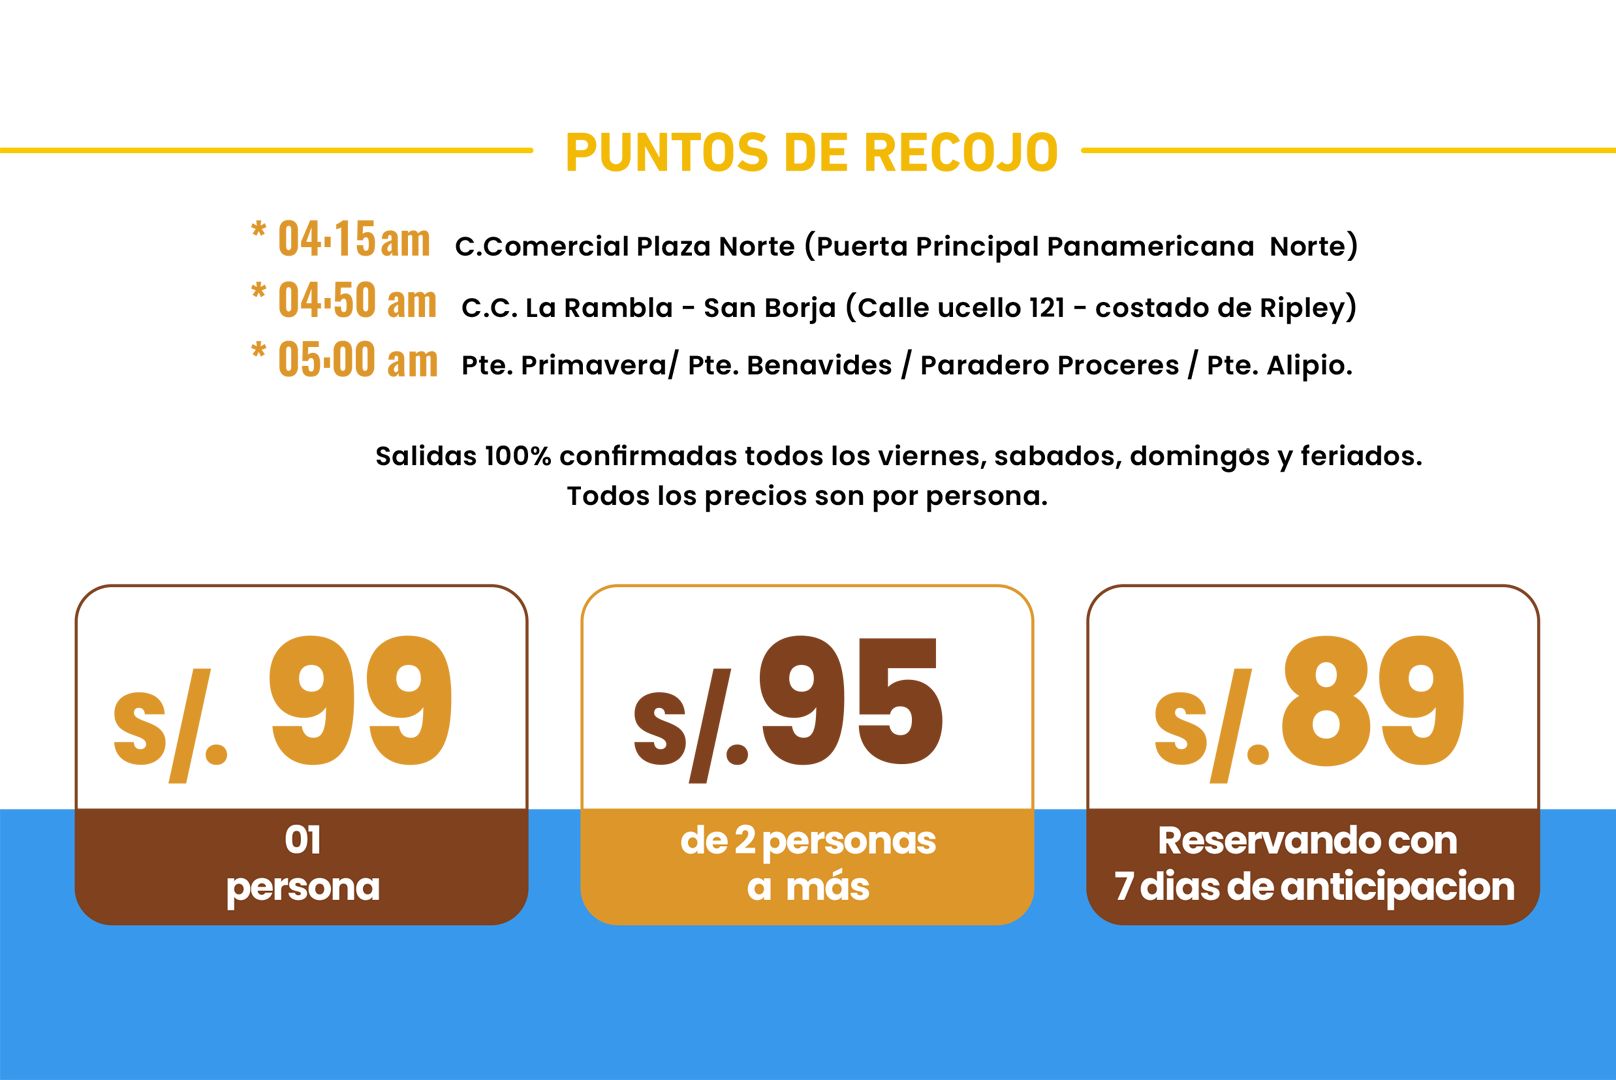 PUNTOS DE RECOJO
* 04:15 am C.Comercial Plaza Norte (Puerta Principal Panamericana Norte)
* 04:50 am C.C. La Rambla - San Borja (Calle ucello 121 - costado de Ripley)
* 05:00 am Pte. Primavera/ Pte. Benavides / Paradero Proceres / Pte. Alipio.
Salidas 100% confirmadas todos los viernes, sabados, domingos y feriados.
Todos los precios son por persona.
S/. 99
01
persona
S/.95
de 2 personas
a más
S/.89
Reservando con
7 dias de anticipacion